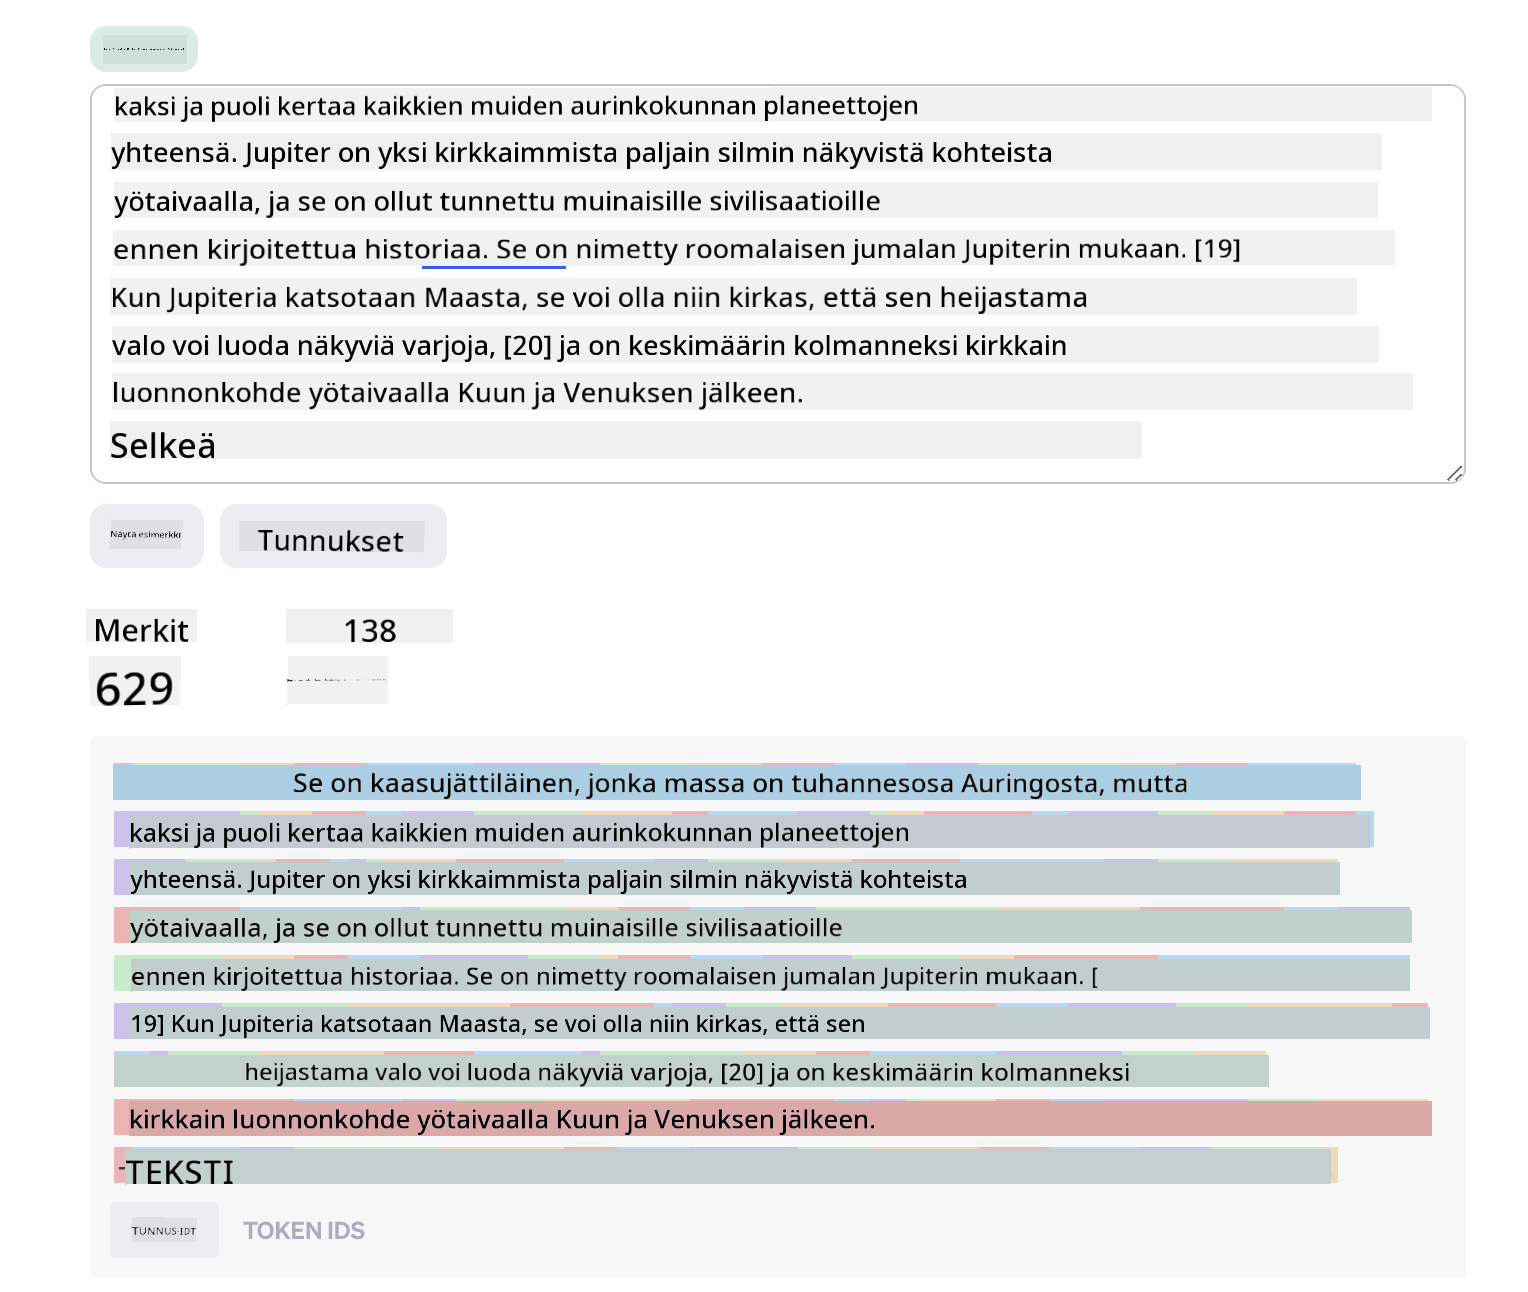 kaksi ja puoli kertaa kaikkien muiden aurinkokunnan planeettojen
yhteensä. Jupiter on yksi kirkkaimmista paljain silmin näkyvistä kohteista
yötaivaalla, ja se on ollut tunnettu muinaisille sivilisaatioille
ennen kirjoitettua historiaa. Se on nimetty roomalaisen jumalan Jupiterin mukaan. [19]
Kun Jupiteria katsotaan Maasta, se voi olla niin kirkas, että sen heijastama
valo voi luoda näkyviä varjoja, [20] ja on keskimäärin kolmanneksi kirkkain
luonnonkohde yötaivaalla Kuun ja Venuksen jälkeen.
Selkeä
Näytä esimerkki
Tunnukset
Merkit 138
629
Se on kaasujättiläinen, jonka massa on tuhannesosa Auringosta, mutta
kaksi ja puoli kertaa kaikkien muiden aurinkokunnan planeettojen
yhteensä. Jupiter on yksi kirkkaimmista paljain silmin näkyvistä kohteista
yötaivaalla, ja se on ollut tunnettu muinaisille sivilisaatioille
ennen kirjoitettua historiaa. Se on nimetty roomalaisen jumalan Jupiterin mukaan. [
19] Kun Jupiteria katsotaan Maasta, se voi olla niin kirkas, että sen
heijastama valo voi luoda näkyviä varjoja, [20] ja on keskimäärin kolmanneksi
kirkkain luonnonkohde yötaivaalla Kuun ja Venuksen jälkeen.
-TEKSTI
TUNNUS-IDT TOKEN IDS